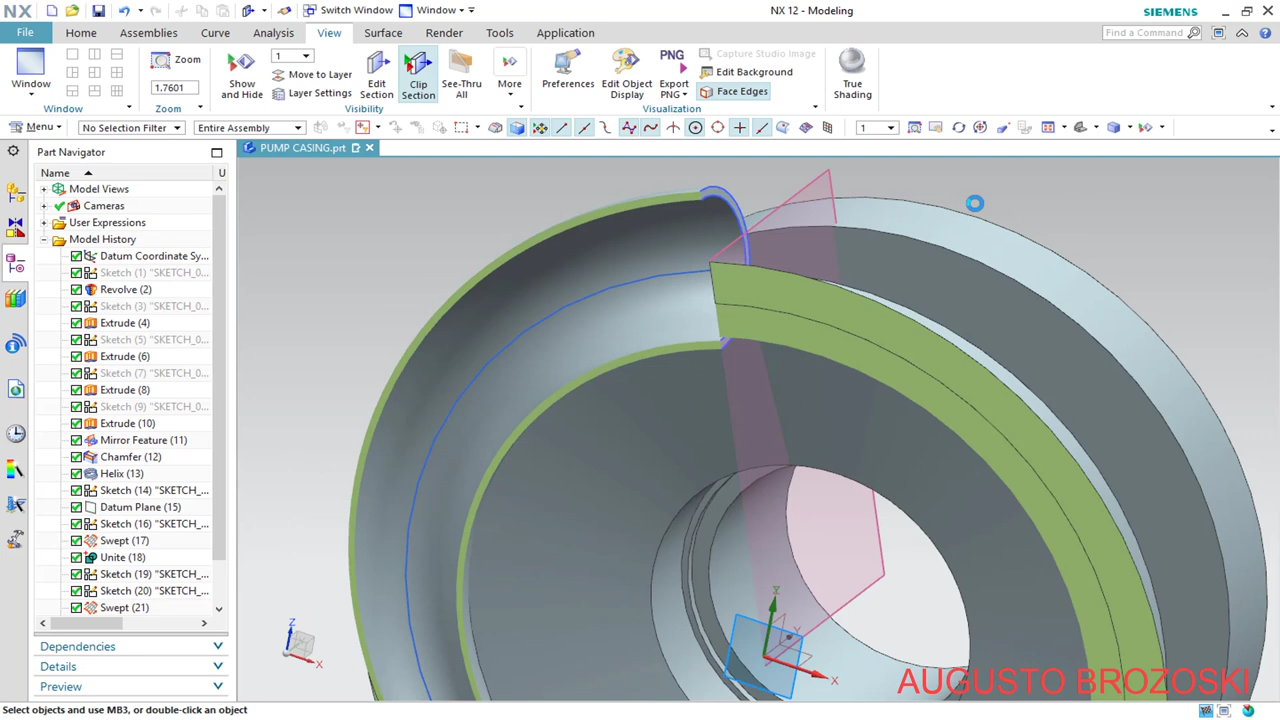 NX
Switch Window
Window
NX 12 - Modeling
SIEMENS
File
Home
Assemblies
Curve
Analysis
View
Surface
Render
Tools
Application
Find a Command
Window
Zoom
1.7601
Show and Hide
1
Move to Layer
Layer Settings
Edit Section
Clip Section
See-Thru All
More
Preferences
Edit Object Display
PNG
Export PNG
Capture Studio Image
Edit Background
Face Edges
True Shading
Window
Zoom
Visibility
Visualization
Menu
No Selection Filter
Entire Assembly
1
Part Navigator
PUMP CASING.prt
Name
U
Model Views
Cameras
User Expressions
Model History
Datum Coordinate Sy...
Sketch (1) "SKETCH_0...
Revolve (2)
Sketch (3) "SKETCH_0...
Extrude (4)
Sketch (5) "SKETCH_0...
Extrude (6)
Sketch (7) "SKETCH_0...
Extrude (8)
Sketch (9) "SKETCH_0...
Extrude (10)
Mirror Feature (11)
Chamfer (12)
Helix (13)
Sketch (14) "SKETCH_...
Datum Plane (15)
Sketch (16) "SKETCH_...
Swept (17)
Unite (18)
Sketch (19) "SKETCH_...
Sketch (20) "SKETCH_...
Swept (21)
Dependencies
Details
Preview
Z
X
Y
X
AUGUSTO BROZOSKI
Select objects and use MB3, or double-click an object